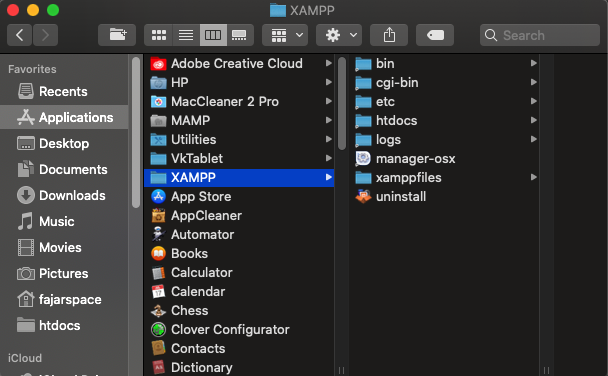 XAMPP
Search
Favorites
Recents
Applications
Desktop
Documents
Downloads
Music
Movies
Pictures
fajarspace
htdocs
iCloud
Adobe Creative Cloud
HP
MacCleaner 2 Pro
MAMP
Utilities
VkTablet
XAMPP
App Store
AppCleaner
Automator
Books
Calculator
Calendar
Chess
Clover Configurator
Contacts
Dictionary
bin
cgi-bin
etc
htdocs
logs
manager-osx
xamppfiles
uninstall